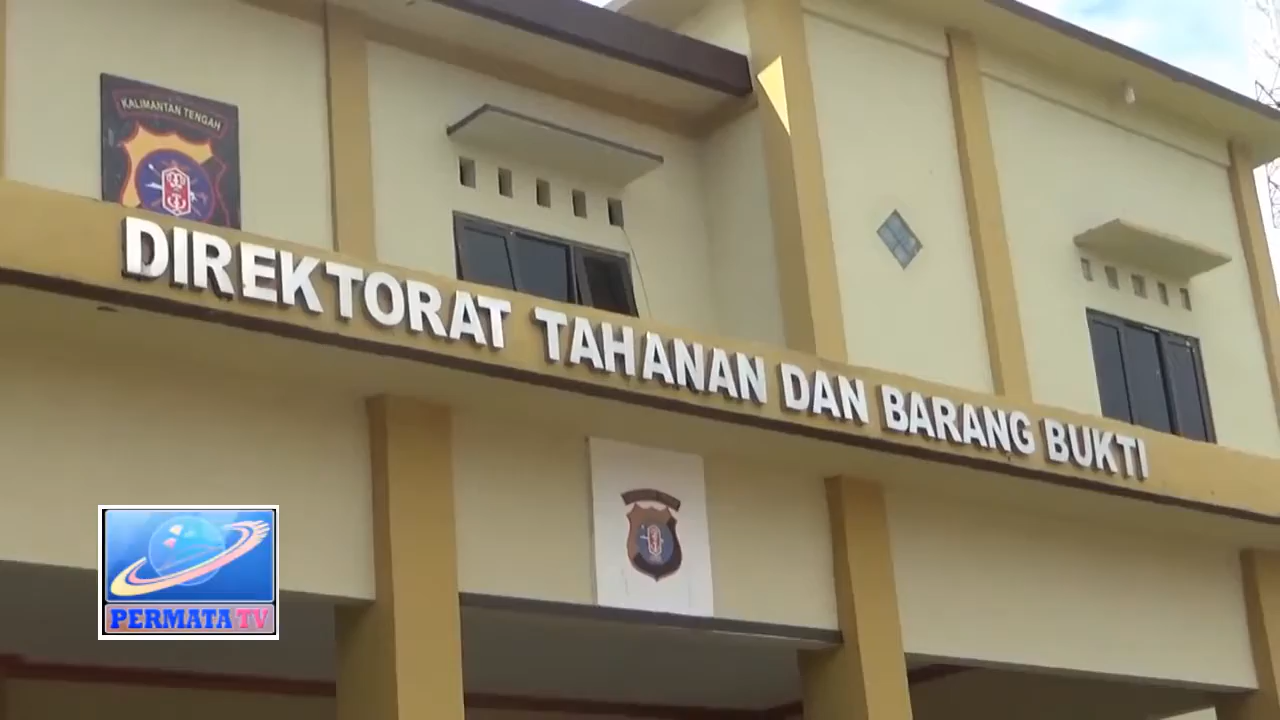 KALIMANTAN TENGAH
DIREKTORAT TAHANAN DAN BARANG BUKTI
PERMATA TV